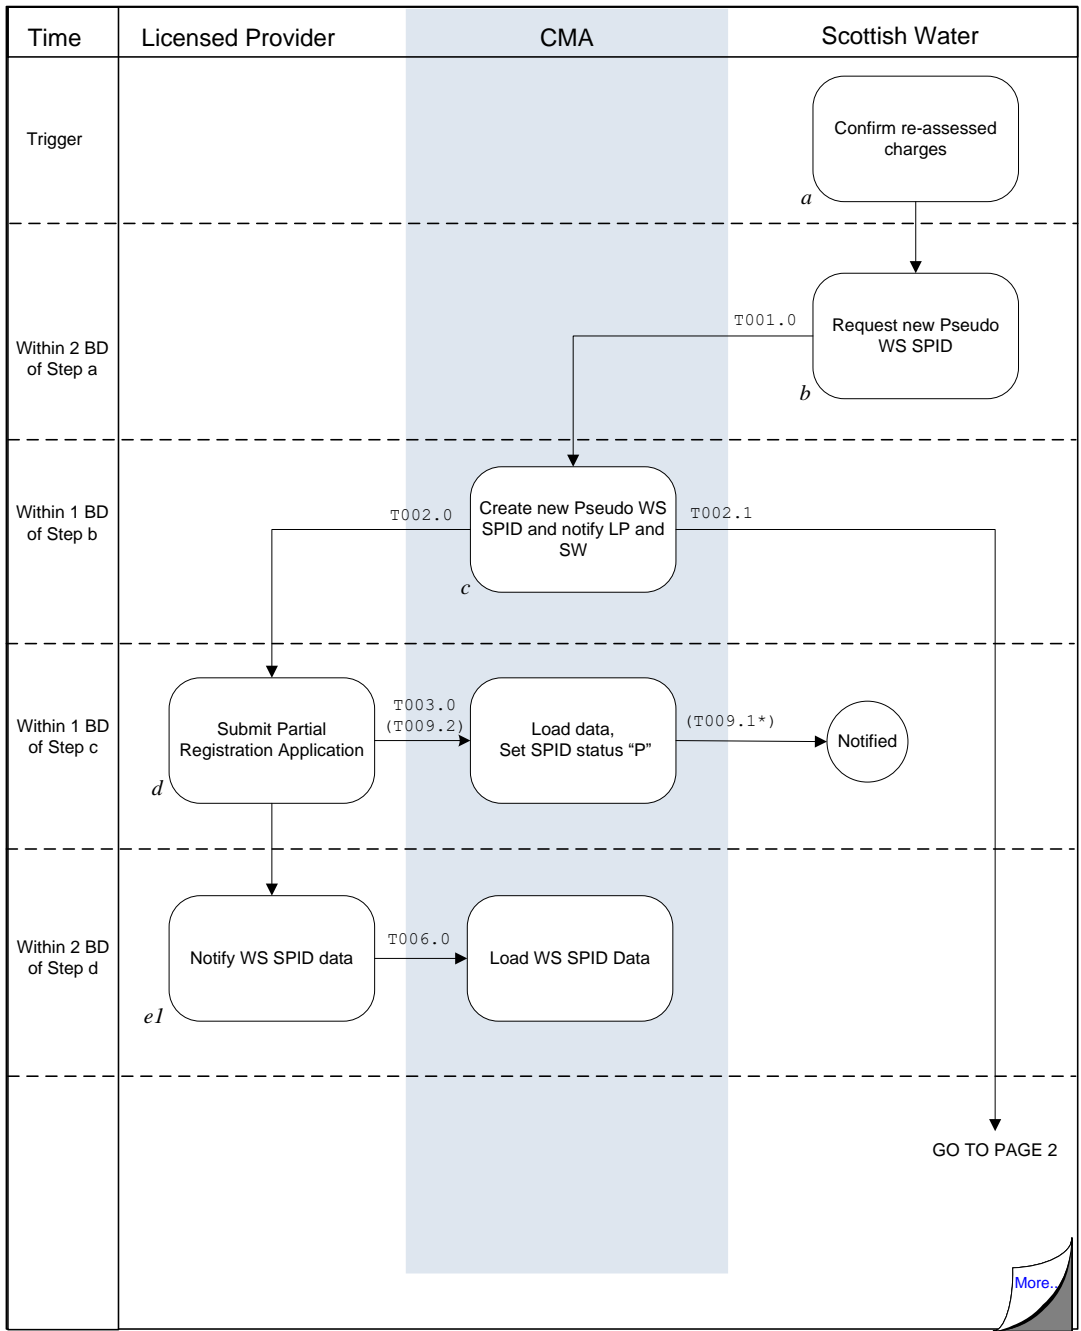 Time
Licensed Provider
CMA
Scottish Water
Trigger
Confirm re-assessed
charges
a
Within 2 BD
of Step a
T001.0
Request new Pseudo
WS SPID
b
Within 1 BD
of Step b
T002.0
Create new Pseudo WS
SPID and notify LP and
SW
T002.1
c
Within 1 BD
of Step c
Submit Partial
Registration Application
d
T003.0
(T009.2)
Load data,
Set SPID status “P”
(T009.1*)
Notified
Within 2 BD
of Step d
Notify WS SPID data
e1
T006.0
Load WS SPID Data
GO TO PAGE 2
More..